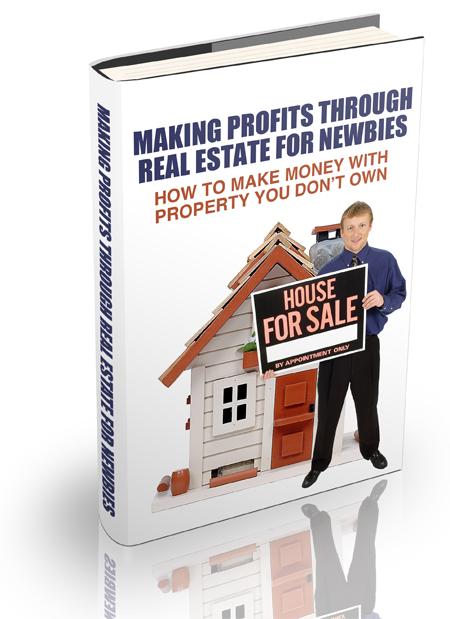 MAKING PROFITS THROUGH
REAL ESTATE FOR NEWBIES
HOW TO MAKE MONEY WITH
PROPERTY YOU DON'T OWN
HOUSE
FOR SALE
BY APPOINTMENT ONLY
MAKING PROFITS THROUGH REAL ESTATE FOR NEWBIES
NEWBIES